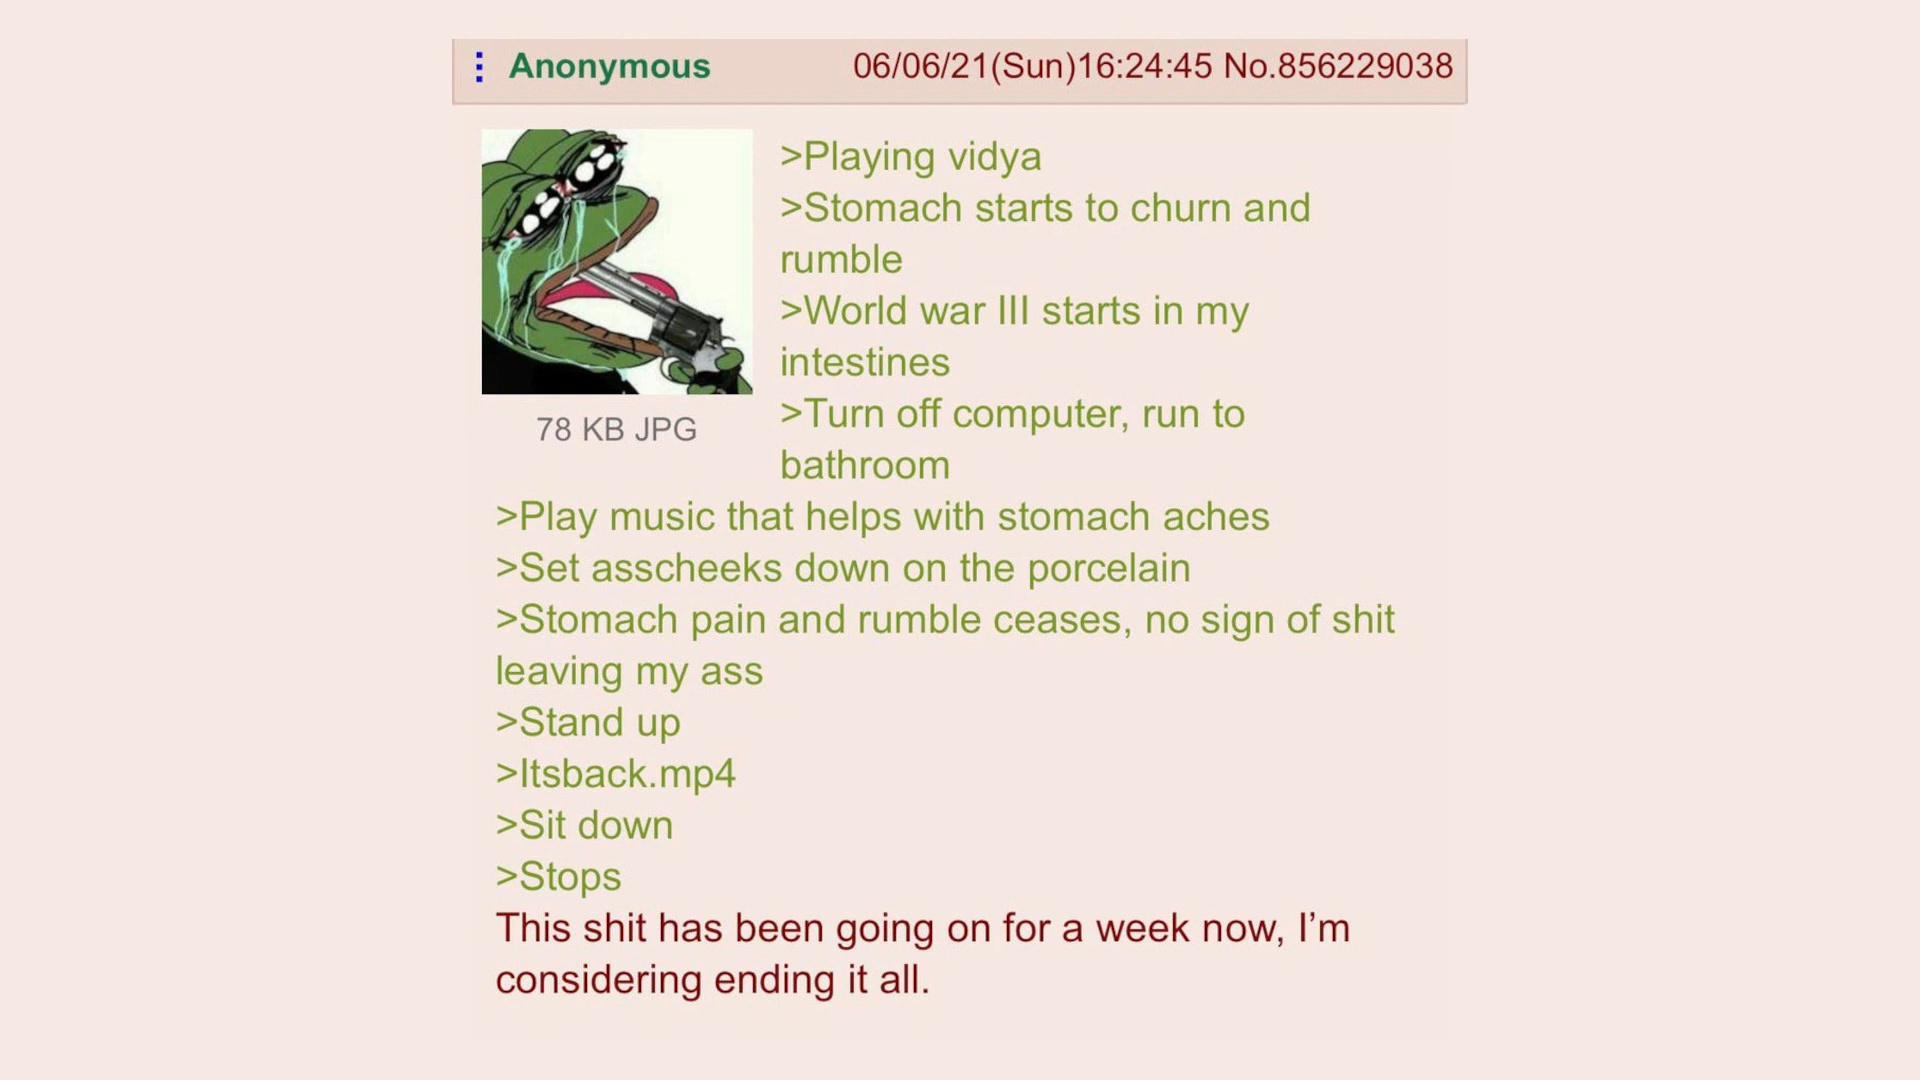 Anonymous 06/06/21(Sun)16:24:45 No.856229038
>Playing vidya
>Stomach starts to churn and
rumble
>World war III starts in my
intestines
>Turn off computer, run to
bathroom
78 KB JPG
>Play music that helps with stomach aches
>Set asscheeks down on the porcelain
>Stomach pain and rumble ceases, no sign of shit
leaving my ass
>Stand up
>Itsback.mp4
>Sit down
>Stops
This shit has been going on for a week now, I’m
considering ending it all.